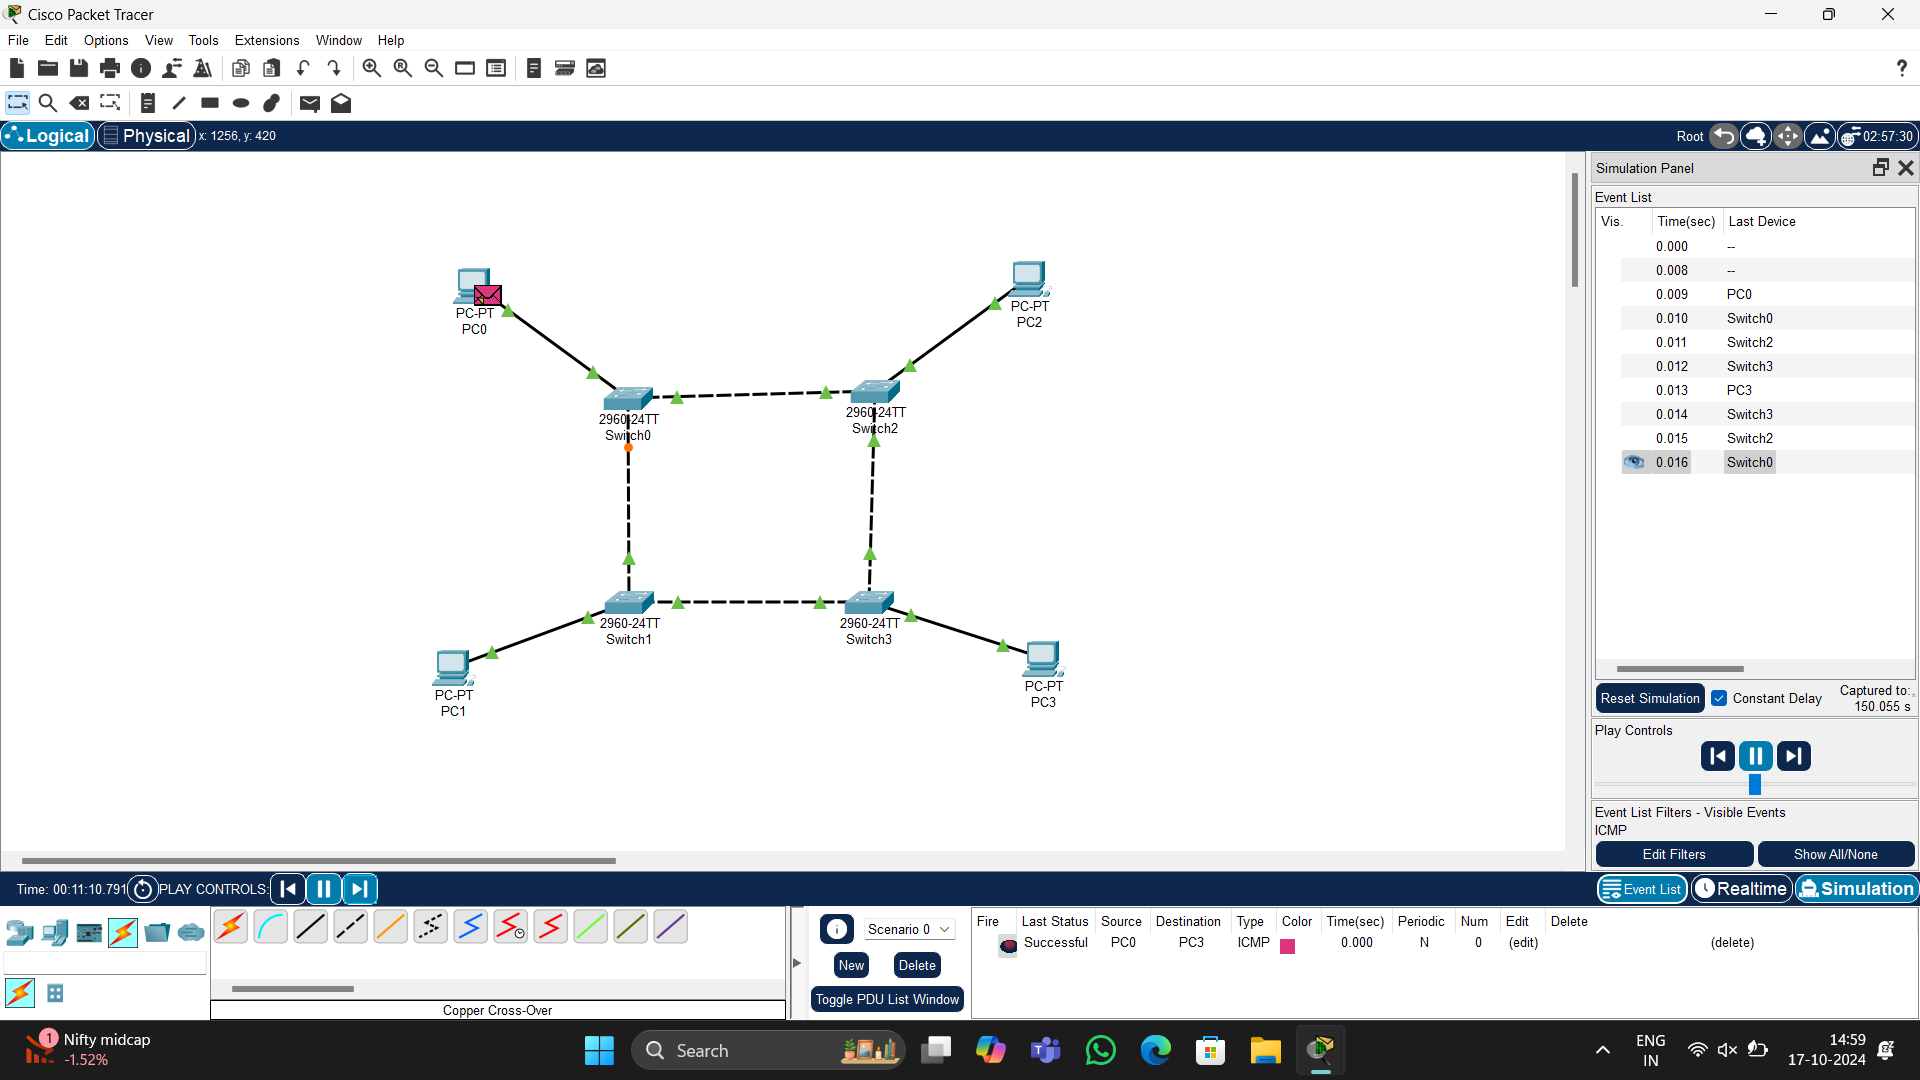 Cisco Packet Tracer
File Edit Options View Tools Extensions Window Help
?
Logical Physical x: 1256, y: 420 Root 02:57:30
Simulation Panel
Event List
Vis. Time(sec) Last Device
0.000 --
0.008 --
0.009 PC0
0.010 Switch0
0.011 Switch2
0.012 Switch3
0.013 PC3
0.014 Switch3
0.015 Switch2
0.016 Switch0
PC-PT
PC0
PC-PT
PC2
2960-24TT
Switch0
2960-24TT
Switch2
2960-24TT
Switch1
2960-24TT
Switch3
PC-PT
PC1
PC-PT
PC3
Reset Simulation Constant Delay Captured to:
150.055 s
Play Controls
Event List Filters - Visible Events
ICMP
Edit Filters Show All/None
Time: 00:11:10.791 PLAY CONTROLS: Event List Realtime Simulation
Scenario 0
New Delete
Toggle PDU List Window
Fire Last Status Source Destination Type Color Time(sec) Periodic Num Edit Delete
Successful PC0 PC3 ICMP 0.000 N 0 (edit) (delete)
Copper Cross-Over
1 Nifty midcap
-1.52%
Search
ENG
IN
14:59
17-10-2024